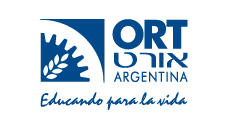 ORT
אורט
ARGENTINA
Educando para la vida